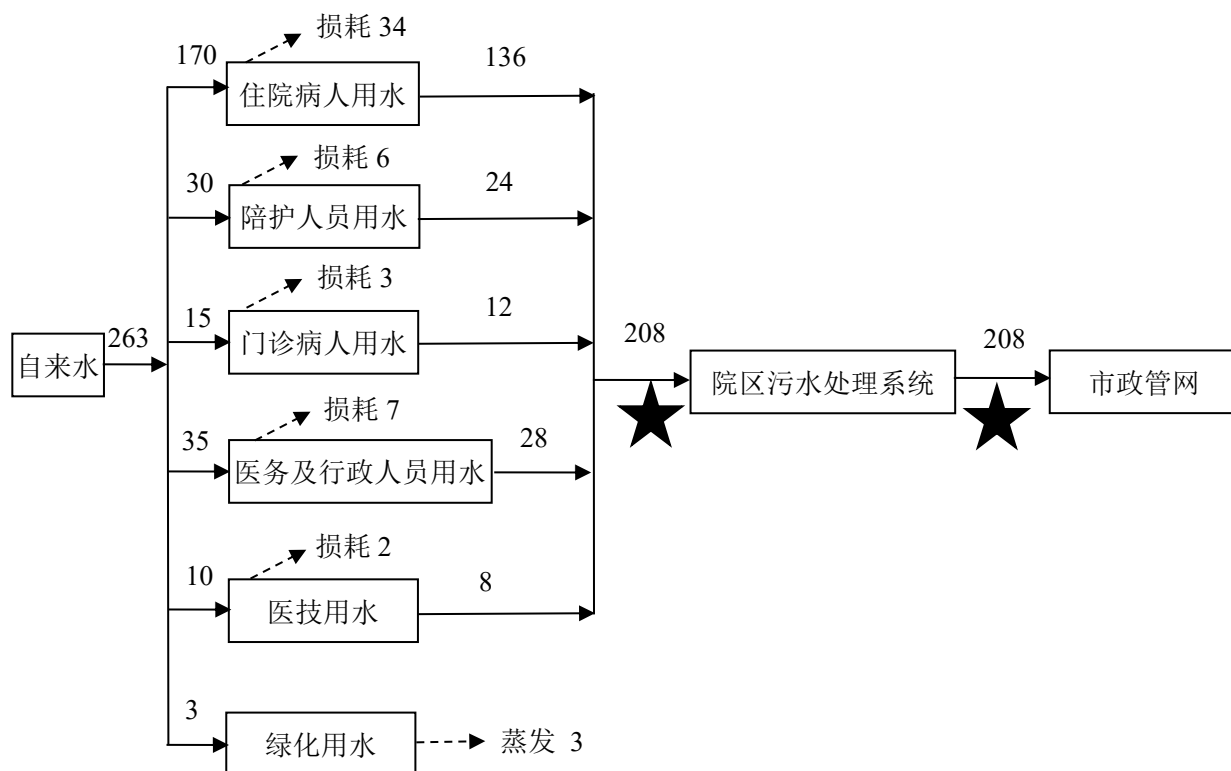 损耗 34
170
136
住院病人用水
损耗 6
30
24
陪护人员用水
损耗 3
15
12
门诊病人用水
263
自来水
208
院区污水处理系统
208
市政管网
损耗 7
35
28
医务及行政人员用水
损耗 2
10
8
医技用水
3
绿化用水
蒸发 3